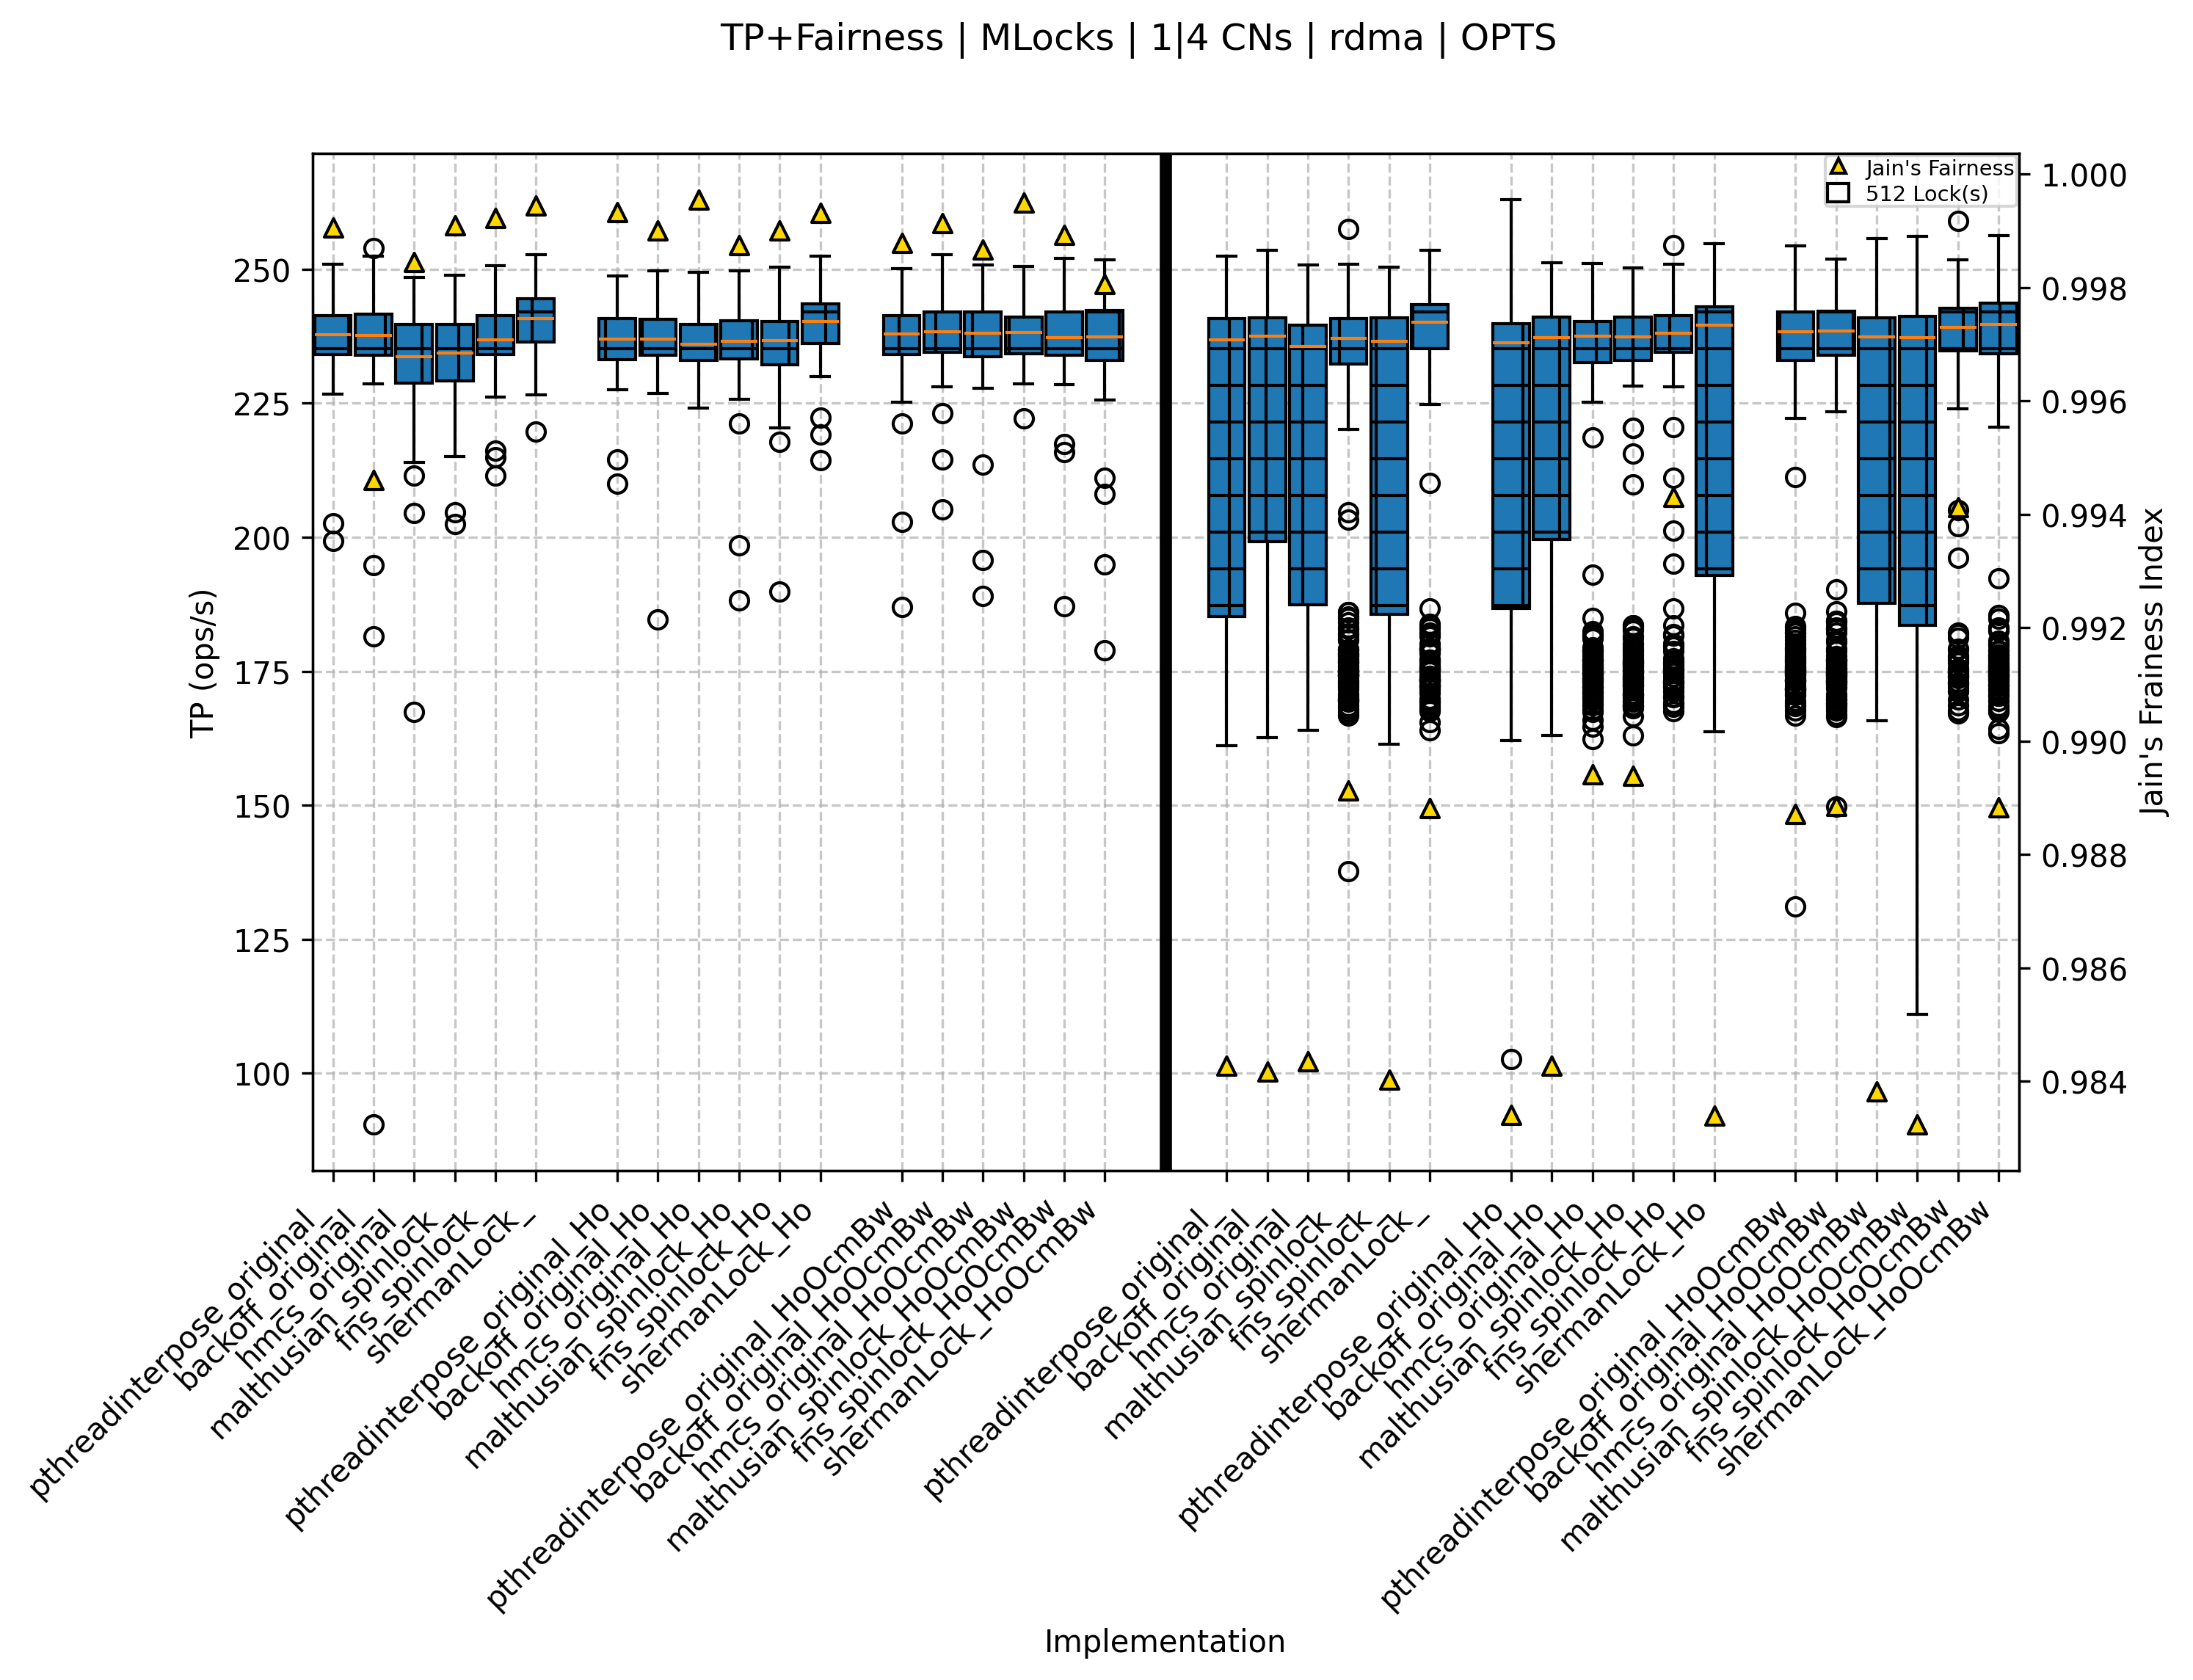 TP+Fairness | MLocks | 1|4 CNs | rdma | OPTS
Jain's Fairness
512 Lock(s)
TP (ops/s)
250
225
200
175
150
125
100
Jain's Frainess Index
1.000
0.998
0.996
0.994
0.992
0.990
0.988
0.986
0.984
pthreadinterpose_original_
backoff_original_
hmcs_original_
malthusian_spinlock_
fns_spinlock_
shermanLock_
pthreadinterpose_original_Ho
backoff_original_Ho
hmcs_original_Ho
malthusian_spinlock_Ho
fns_spinlock_Ho
shermanLock_Ho
pthreadinterpose_original_HoOcmBw
backoff_original_HoOcmBw
hmcs_original_HoOcmBw
malthusian_spinlock_HoOcmBw
fns_spinlock_HoOcmBw
shermanLock_HoOcmBw
pthreadinterpose_original_
backoff_original_
hmcs_original_
malthusian_spinlock_
fns_spinlock_
shermanLock_
pthreadinterpose_original_Ho
backoff_original_Ho
hmcs_original_Ho
malthusian_spinlock_Ho
fns_spinlock_Ho
shermanLock_Ho
pthreadinterpose_original_HoOcmBw
backoff_original_HoOcmBw
hmcs_original_HoOcmBw
malthusian_spinlock_HoOcmBw
fns_spinlock_HoOcmBw
shermanLock_HoOcmBw
Implementation